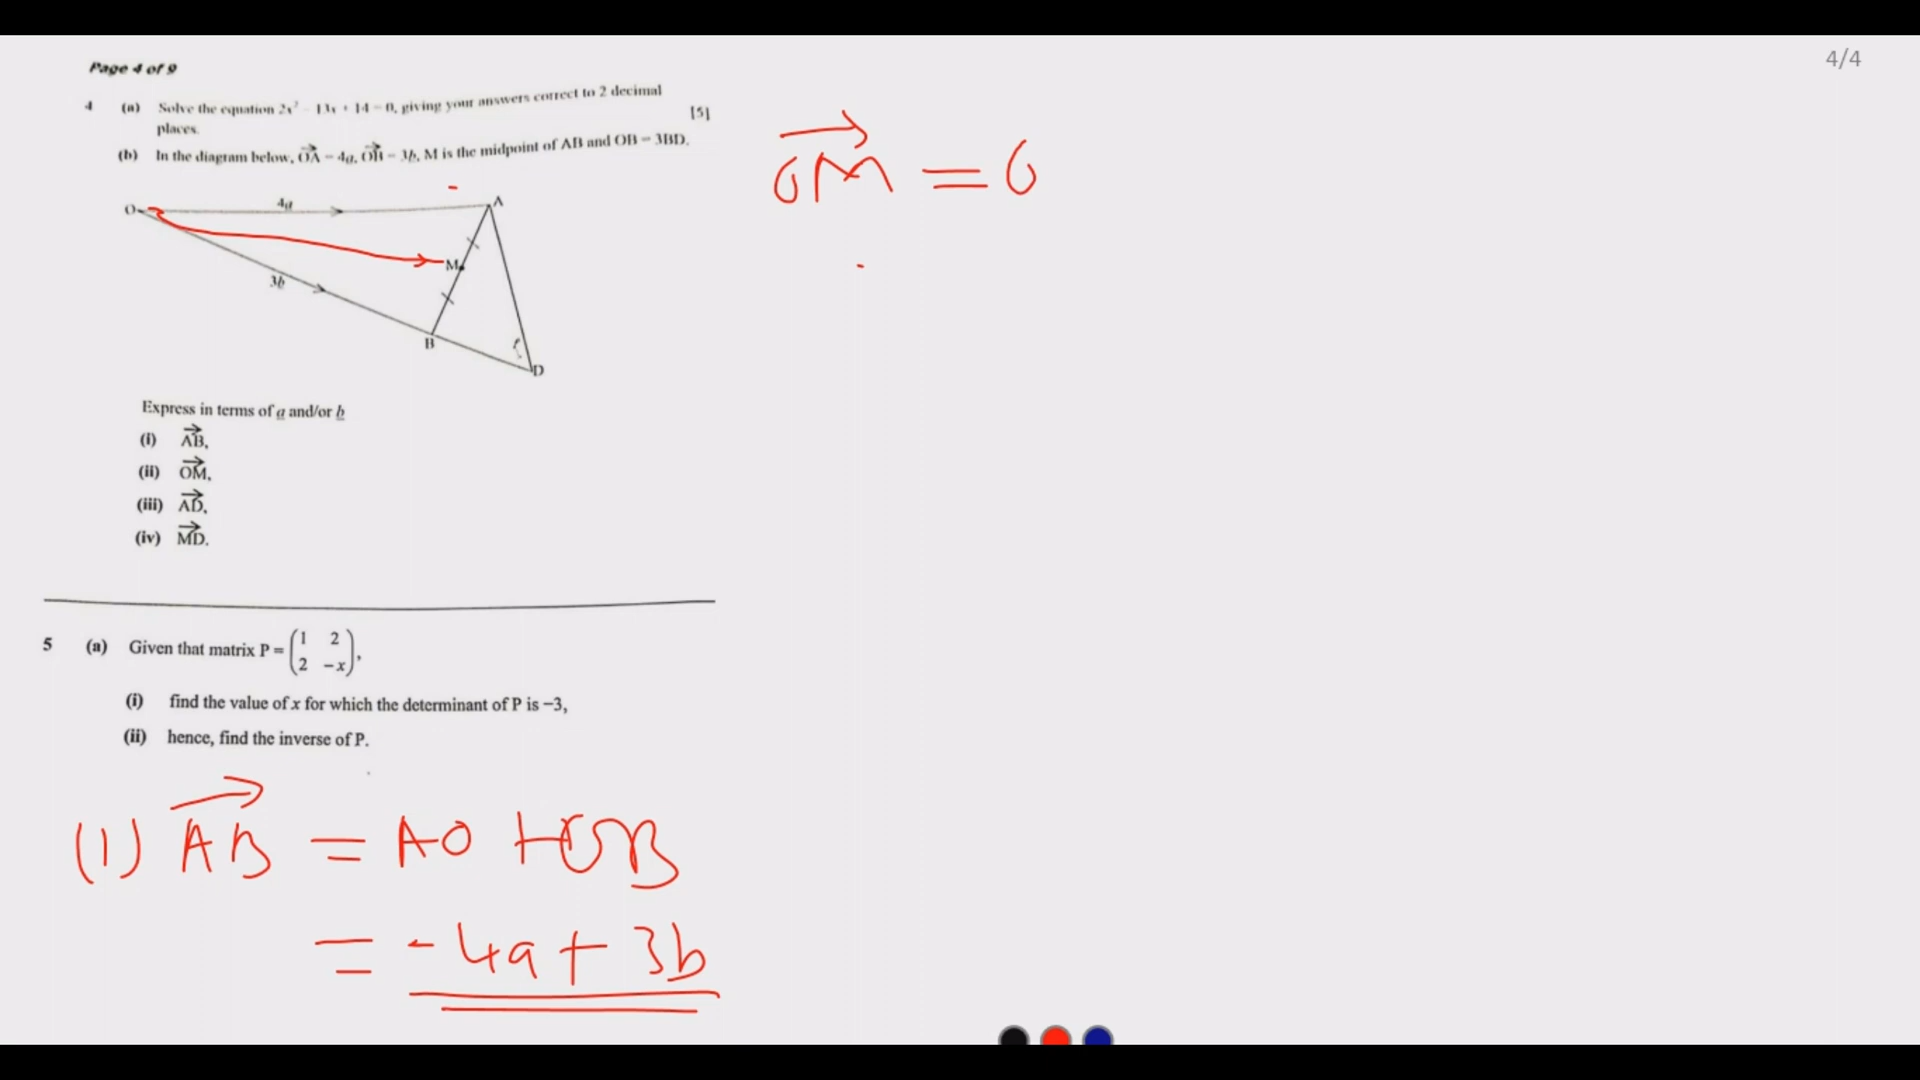 4/4
Page 4 of 9
4 (a) Solve the equation 2x² - 13x + 14 = 0, giving your answers correct to 2 decimal
places. [5]
(b) In the diagram below, OA = 4a, OB = 3b, M is the midpoint of AB and OB = 3BD.
O 4a A
M
3b
B
D
Express in terms of a and/or b
(i) AB,
(ii) OM,
(iii) AD,
(iv) MD.
5 (a) Given that matrix P = (1 2
2 -x),
(i) find the value of x for which the determinant of P is −3,
(ii) hence, find the inverse of P.
(1) AB = AO + OB
= -4a + 3b
OM = O